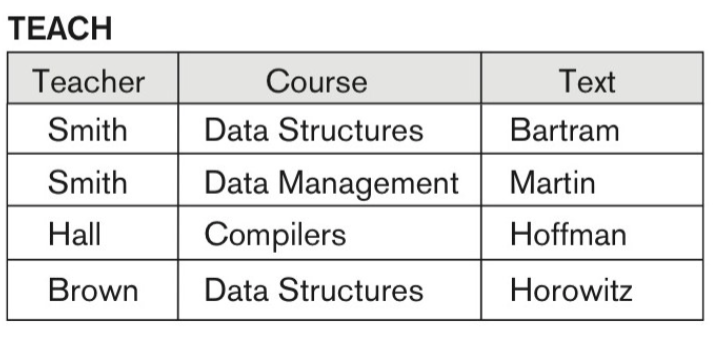 TEACH
Teacher Course Text
Smith Data Structures Bartram
Smith Data Management Martin
Hall Compilers Hoffman
Brown Data Structures Horowitz